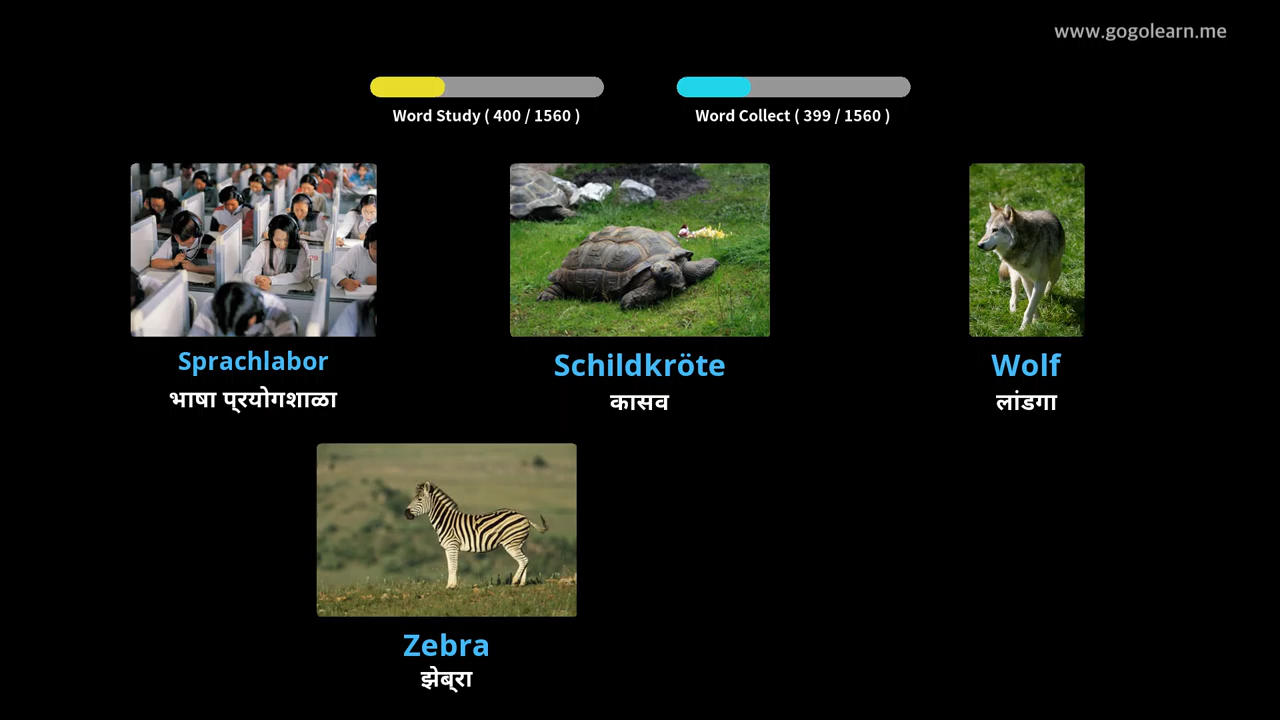 www.gogolearn.me
Word Study ( 400 / 1560 )
Word Collect ( 399 / 1560 )
Sprachlabor
भाषा प्रयोगशाळा
Schildkröte
कासव
Wolf
लांडगा
Zebra
झेब्रा